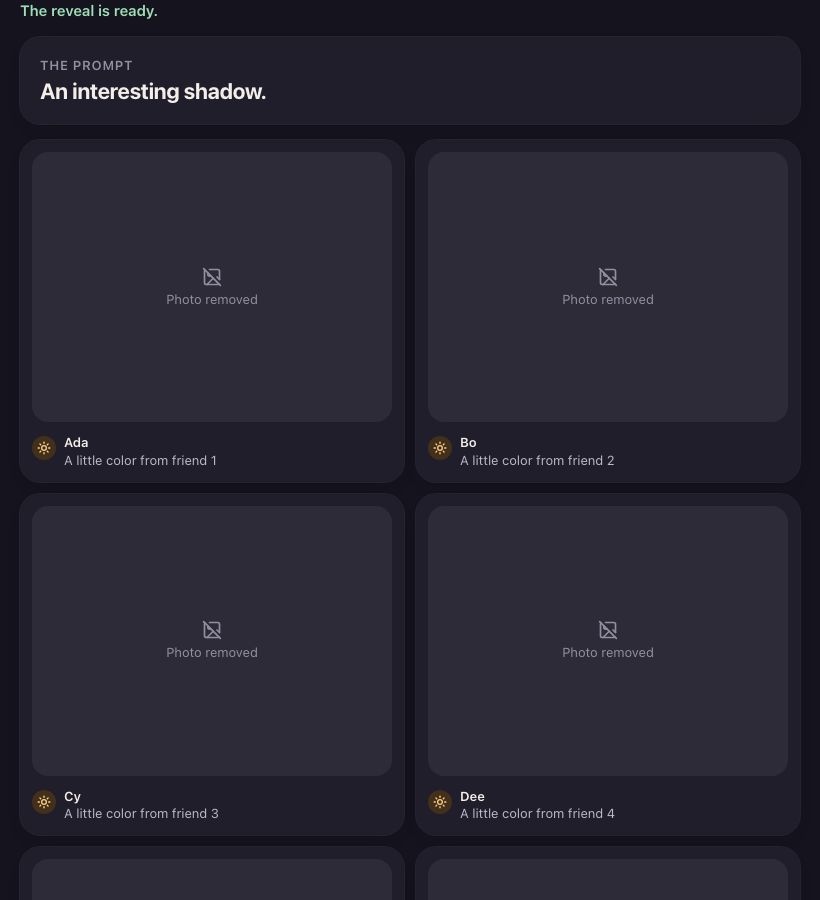 The reveal is ready.
THE PROMPT
An interesting shadow.
Photo removed
Ada
A little color from friend 1
Photo removed
Bo
A little color from friend 2
Photo removed
Cy
A little color from friend 3
Photo removed
Dee
A little color from friend 4